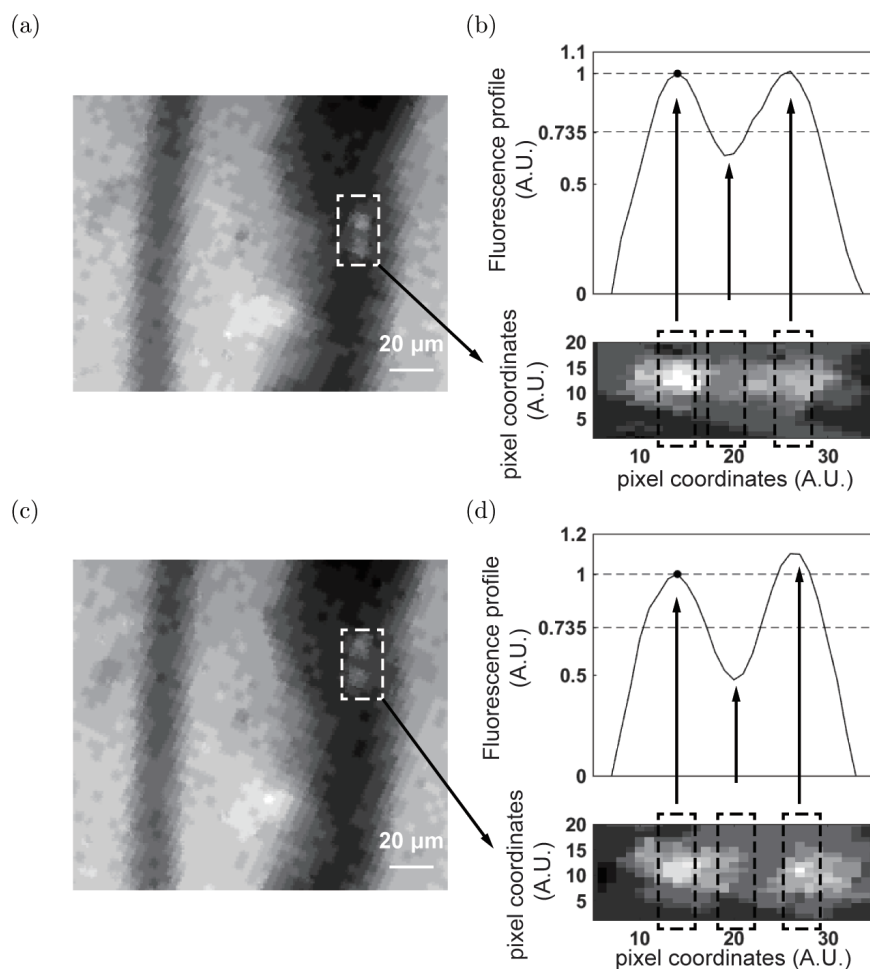 (a)
(b)
1.1
1
0.735
0.5
0
Fluorescence profile
(A.U.)
20 µm
20
15
10
5
pixel coordinates
(A.U.)
10 20 30
pixel coordinates (A.U.)
(c)
(d)
1.2
1
0.735
0.5
0
Fluorescence profile
(A.U.)
20 µm
20
15
10
5
pixel coordinates
(A.U.)
10 20 30
pixel coordinates (A.U.)